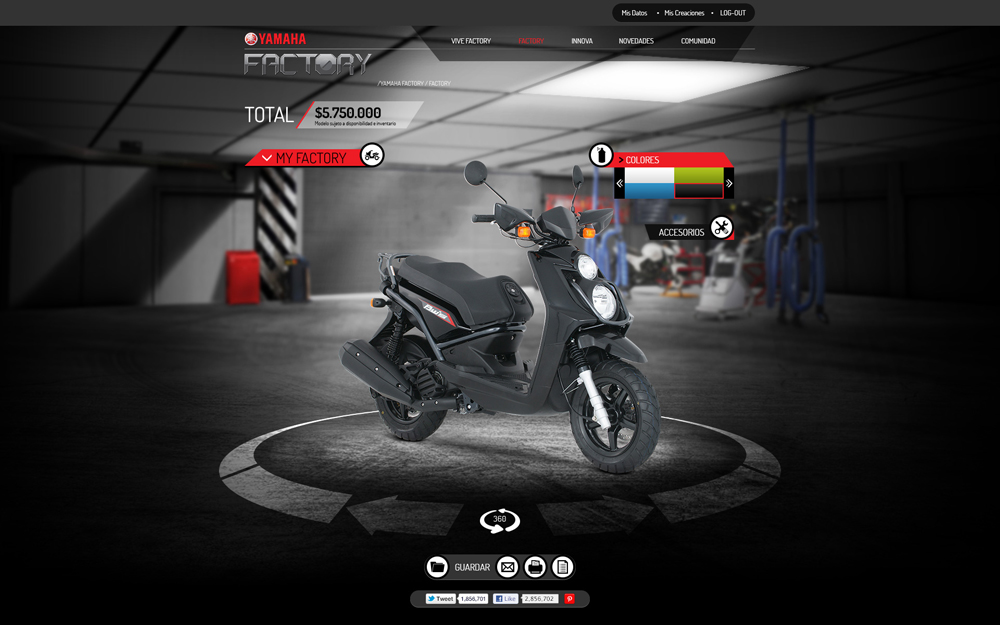 Mis Datos • Mis Creaciones • LOG-OUT
YAMAHA
FACTORY
VIVE FACTORY FACTORY INNOVA NOVEDADES COMUNIDAD
/YAMAHA FACTORY / FACTORY
TOTAL $5.750.000
Modelo sujeto a disponibilidad e inventario
MY FACTORY
COLORES
ACCESORIOS
360
GUARDAR
Tweet 1,856,701 Like 2,856,702